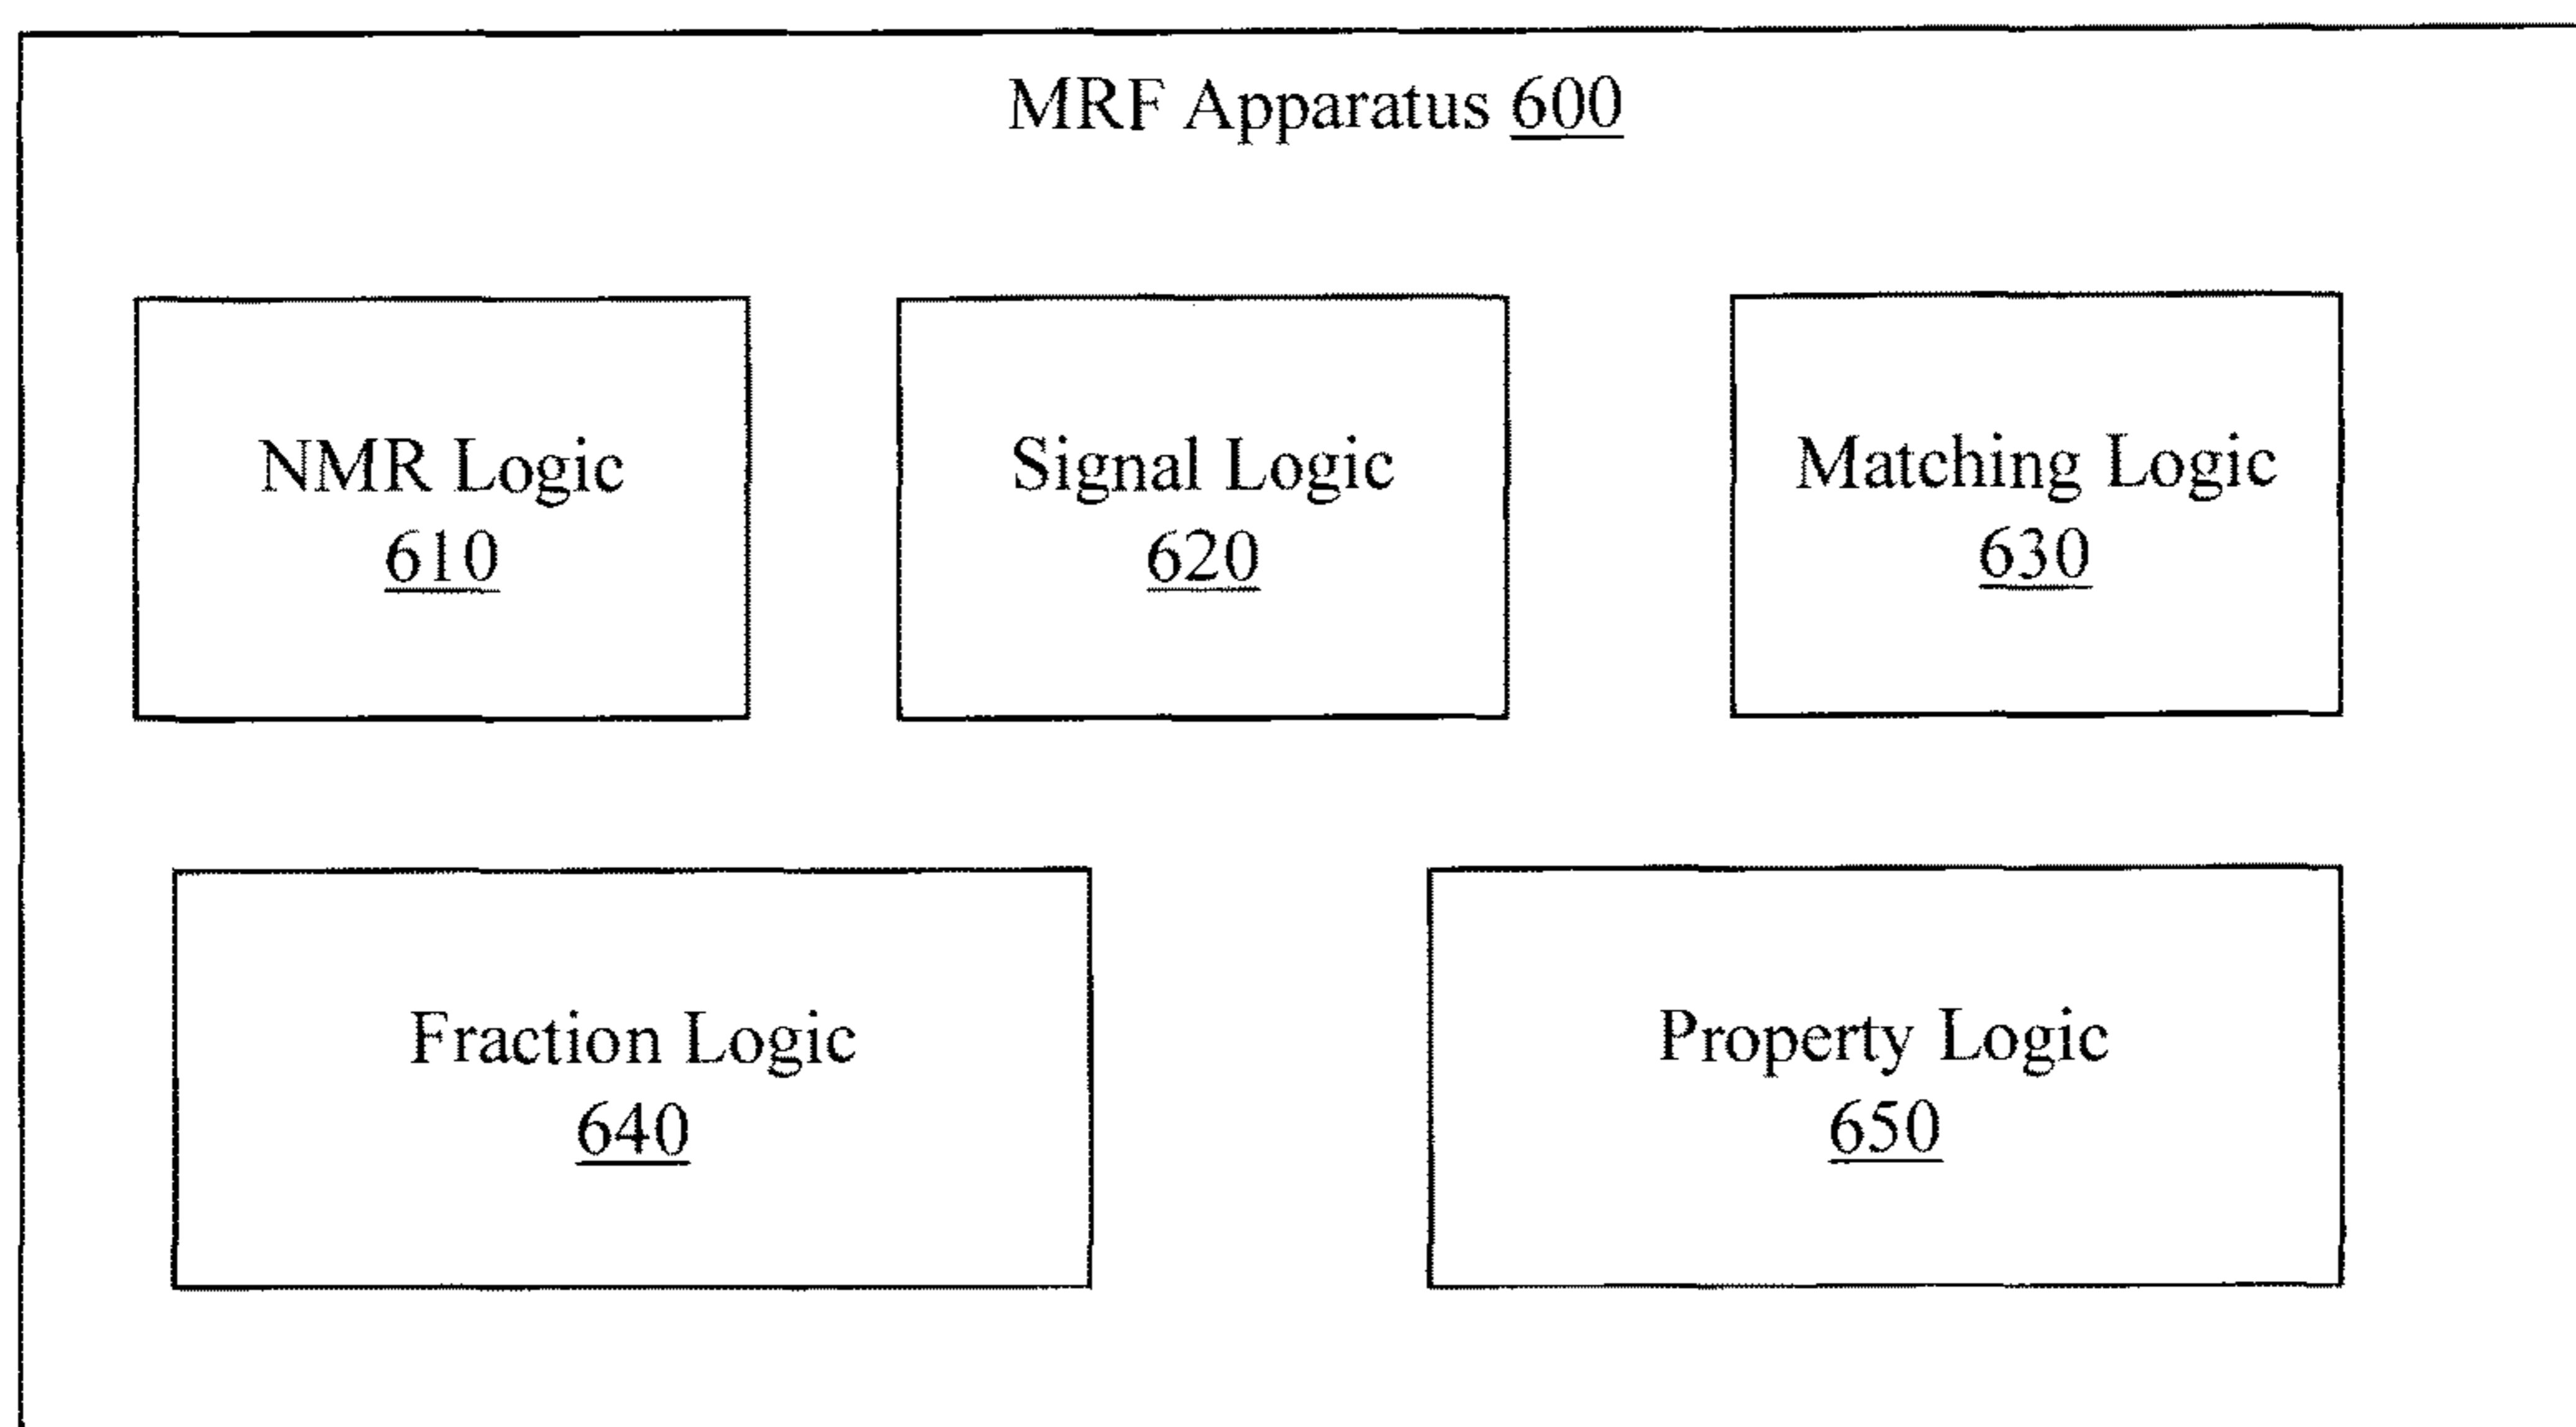 MRF Apparatus 600
NMR Logic
610
Signal Logic
620
Matching Logic
630
Fraction Logic
640
Property Logic
650